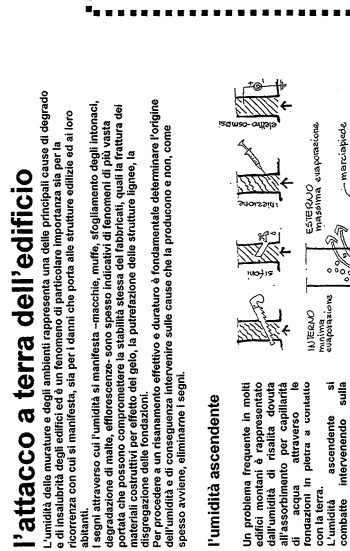 l'attacco a terra dell'edificio
L'umidità delle murature e degli ambienti rappresenta una delle principali cause di degrado
e di insalubrità degli edifici ed è un fenomeno di particolare importanza sia per la
ricorrenza con cui si manifesta, sia per i danni che porta alle strutture edilizie ed ai loro
abitanti.
I segni attraverso cui l'umidità si manifesta –macchie, muffe, sfogliamento degli intonaci,
degradazione di malte, efflorescenze- sono spesso indicativi di fenomeni di più vasta
portata che possono compromettere la stabilità stessa dei fabbricati, quali la frattura dei
materiali costruttivi per effetto del gelo, la putrefazione delle strutture lignee, la
disgregazione delle fondazioni.
Per procedere a un risanamento effettivo e duraturo è fondamentale determinare l'origine
dell'umidità e di conseguenza intervenire sulle cause che la producono e non, come
spesso avviene, eliminarne i segni.
l'umidità ascendente
Un problema frequente in molti
edifici montani è rappresentato
dall'umidità di risalita dovuta
all'assorbimento per capillarità
di acqua attraverso le
fondazioni in pietra a contatto
con la terra.
L'umidità ascendente si
combatte intervenendo sulla
sifoni
iniezione
elettro-osmosi
INTERNO
minima
evaporazione
ESTERNO
massima evaporazione
marciapiede